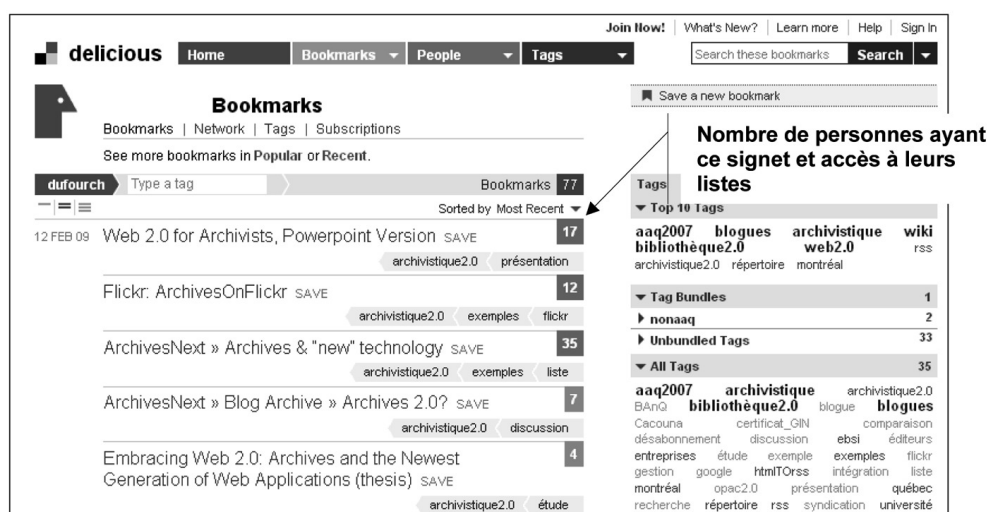 Join Now! | What's New? | Learn more | Help | Sign In
delicious Home Bookmarks People Tags Search these bookmarks Search
Bookmarks
Bookmarks | Network | Tags | Subscriptions
See more bookmarks in Popular or Recent.
dufourch Type a tag Bookmarks 77
Sorted by Most Recent
12 FEB 09 Web 2.0 for Archivists, Powerpoint Version SAVE 17
archivistique2.0 présentation
Flickr: ArchivesOnFlickr SAVE 12
archivistique2.0 exemples flickr
ArchivesNext » Archives & "new" technology SAVE 35
archivistique2.0 exemples liste
ArchivesNext » Blog Archive » Archives 2.0? SAVE 7
archivistique2.0 discussion
Embracing Web 2.0: Archives and the Newest 4
Generation of Web Applications (thesis) SAVE
archivistique2.0 étude
Save a new bookmark
Nombre de personnes ayant
ce signet et accès à leurs
listes
Tags
Top 10 Tags
aaq2007 blogues archivistique wiki
bibliothèque2.0 web2.0 rss
archivistique2.0 répertoire montréal
Tag Bundles 1
nonaaq 2
Unbundled Tags 33
All Tags 35
aaq2007 archivistique archivistique2.0
BAnQ bibliothèque2.0 blogue blogues
Cacouna certificat_GIN comparaison
désabonnement discussion ebsi éditeurs
entreprises étude exemple exemples flickr
gestion google htmlTOrss intégration liste
montréal opac2.0 présentation québec
recherche répertoire rss syndication université